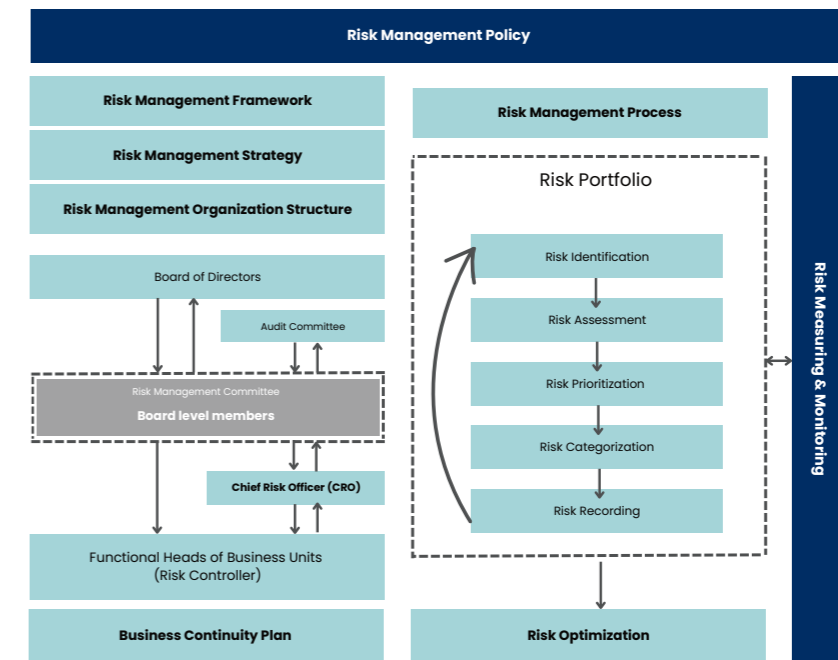 Risk Management Policy
Risk Management Framework
Risk Management Strategy
Risk Management Organization Structure
Board of Directors
Audit Committee
Risk Management Committee
Board level members
Chief Risk Officer (CRO)
Functional Heads of Business Units
(Risk Controller)
Business Continuity Plan
Risk Management Process
Risk Portfolio
Risk Identification
Risk Assessment
Risk Prioritization
Risk Categorization
Risk Recording
Risk Optimization
Risk Measuring & Monitoring